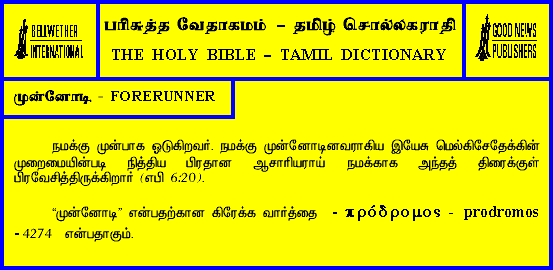 BELLWETHER
INTERNATIONAL
பரிசுத்த வேதாகமம் – தமிழ் சொல்லகராதி
THE HOLY BIBLE – TAMIL DICTIONARY
GOOD NEWS
PUBLISHERS
முன்னோடி, - FORERUNNER
நமக்கு முன்பாக ஓடுகிறவர். நமக்கு முன்னோடினவராகிய இயேசு மெல்கிசேதேக்கின்
முறைமையின்படி நித்திய பிரதான ஆசாரியராய் நமக்காக அந்தத் திரைக்குள்
பிரவேசித்திருக்கிறார் (எபி 6:20).
“முன்னோடி” என்பதற்கான கிரேக்க வார்த்தை - πρόδρομος - prodromos
- 4274 என்பதாகும்.